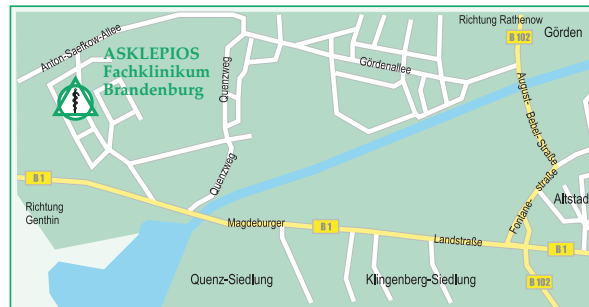 Richtung Rathenow
B 102
Görden
Anton-Saefkow-Allee
ASKLEPIOS
Fachklinikum
Brandenburg
Gördenallee
Quenzweg
August-Bebel-Straße
B 1
Quenzweg
Fontane-
straße
Richtung
Genthin
Altstad
Magdeburger
B 1
Landstraße
B 1
Quenz-Siedlung
Klingenberg-Siedlung
B 102